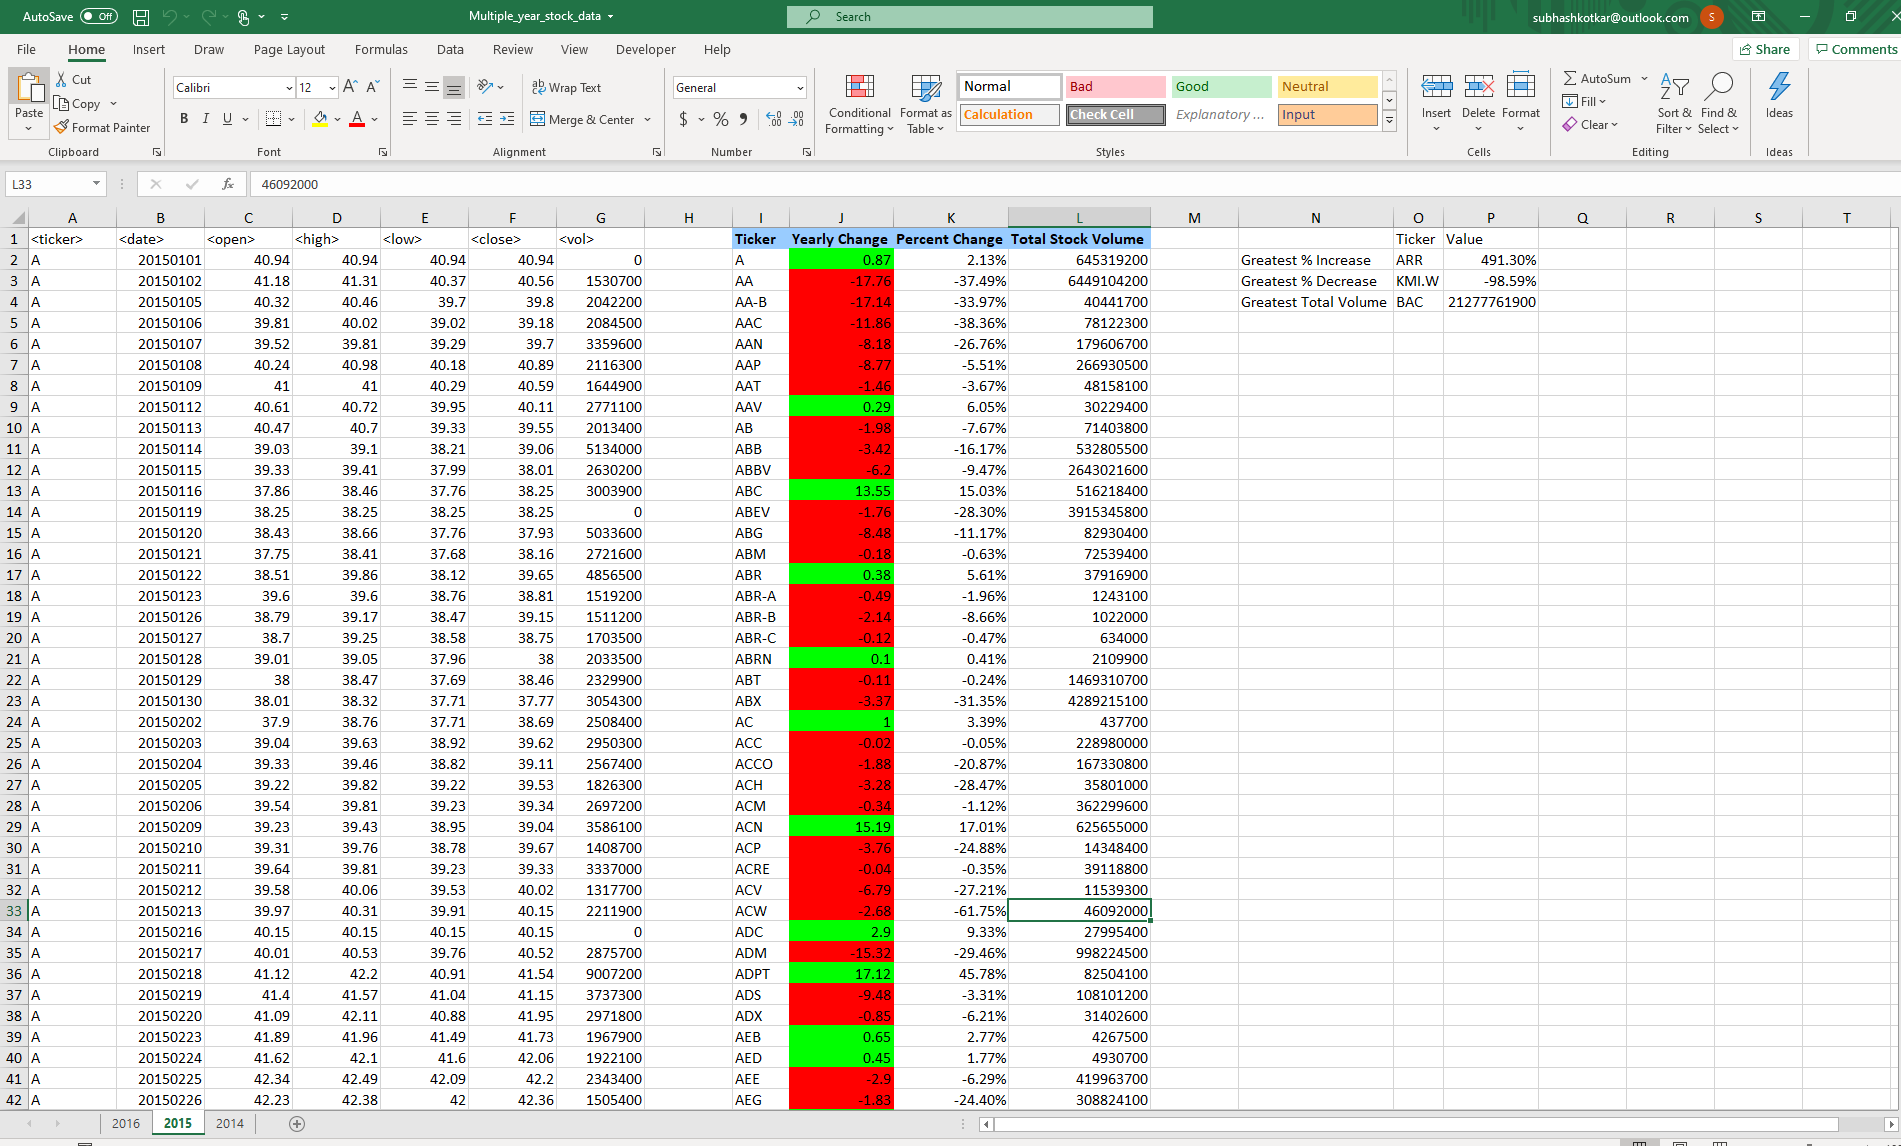 AutoSave Off Multiple_year_stock_data Search subhashkotkar@outlook.com S
File Home Insert Draw Page Layout Formulas Data Review View Developer Help Share Comments
Paste Cut Copy Format Painter Clipboard
Calibri 12 A A B I U A Font
ab Wrap Text Merge & Center Alignment
General $ % Number
Conditional Formatting Format as Table
Normal Bad Good Neutral
Calculation Check Cell Explanatory ... Input
Styles
Insert Delete Format Cells
AutoSum Fill Clear Sort & Filter Find & Select Editing
Ideas Ideas
L33 fx 46092000
A B C D E F G H I J K L M N O P Q R S T
1 <ticker> <date> <open> <high> <low> <close> <vol> Ticker Yearly Change Percent Change Total Stock Volume Ticker Value
2 A 20150101 40.94 40.94 40.94 40.94 0 A 0.87 2.13% 645319200 Greatest % Increase ARR 491.30%
3 A 20150102 41.18 41.31 40.37 40.56 1530700 AA -17.76 -37.49% 6449104200 Greatest % Decrease KMI.W -98.59%
4 A 20150105 40.32 40.46 39.7 39.8 2042200 AA-B -17.14 -33.97% 40441700 Greatest Total Volume BAC 21277761900
5 A 20150106 39.81 40.02 39.02 39.18 2084500 AAC -11.86 -38.36% 78122300
6 A 20150107 39.52 39.81 39.29 39.7 3359600 AAN -8.18 -26.76% 179606700
7 A 20150108 40.24 40.98 40.18 40.89 2116300 AAP -8.77 -5.51% 266930500
8 A 20150109 41 41 40.29 40.59 1644900 AAT -1.46 -3.67% 48158100
9 A 20150112 40.61 40.72 39.95 40.11 2771100 AAV 0.29 6.05% 30229400
10 A 20150113 40.47 40.7 39.33 39.55 2013400 AB -1.98 -7.67% 71403800
11 A 20150114 39.03 39.1 38.21 39.06 5134000 ABB -3.42 -16.17% 532805500
12 A 20150115 39.33 39.41 37.99 38.01 2630200 ABBV -6.2 -9.47% 2643021600
13 A 20150116 37.86 38.46 37.76 38.25 3003900 ABC 13.55 15.03% 516218400
14 A 20150119 38.25 38.25 38.25 38.25 0 ABEV -1.76 -28.30% 3915345800
15 A 20150120 38.43 38.66 37.76 37.93 5033600 ABG -8.48 -11.17% 82930400
16 A 20150121 37.75 38.41 37.68 38.16 2721600 ABM -0.18 -0.63% 72539400
17 A 20150122 38.51 39.86 38.12 39.65 4856500 ABR 0.38 5.61% 37916900
18 A 20150123 39.6 39.6 38.76 38.81 1519200 ABR-A -0.49 -1.96% 1243100
19 A 20150126 38.79 39.17 38.47 39.15 1511200 ABR-B -2.14 -8.66% 1022000
20 A 20150127 38.7 39.25 38.58 38.75 1703500 ABR-C -0.12 -0.47% 634000
21 A 20150128 39.01 39.05 37.96 38 2033500 ABRN 0.1 0.41% 2109900
22 A 20150129 38 38.47 37.69 38.46 2329900 ABT -0.11 -0.24% 1469310700
23 A 20150130 38.01 38.32 37.71 37.77 3054300 ABX -3.37 -31.35% 4289215100
24 A 20150202 37.9 38.76 37.71 38.69 2508400 AC 1 3.39% 437700
25 A 20150203 39.04 39.63 38.92 39.62 2950300 ACC -0.02 -0.05% 228980000
26 A 20150204 39.33 39.46 38.82 39.11 2567400 ACCO -1.88 -20.87% 167330800
27 A 20150205 39.22 39.82 39.22 39.53 1826300 ACH -3.28 -28.47% 35801000
28 A 20150206 39.54 39.81 39.23 39.34 2697200 ACM -0.34 -1.12% 362299600
29 A 20150209 39.23 39.43 38.95 39.04 3586100 ACN 15.19 17.01% 625655000
30 A 20150210 39.31 39.76 38.78 39.67 1408700 ACP -3.76 -24.88% 14348400
31 A 20150211 39.64 39.81 39.23 39.33 3337000 ACRE -0.04 -0.35% 39118800
32 A 20150212 39.58 40.06 39.53 40.02 1317700 ACV -6.79 -27.21% 11539300
33 A 20150213 39.97 40.31 39.91 40.15 2211900 ACW -2.68 -61.75% 46092000
34 A 20150216 40.15 40.15 40.15 40.15 0 ADC 2.9 9.33% 27995400
35 A 20150217 40.01 40.53 39.76 40.52 2875700 ADM -15.32 -29.46% 998224500
36 A 20150218 41.12 42.2 40.91 41.54 9007200 ADPT 17.12 45.78% 82504100
37 A 20150219 41.4 41.57 41.04 41.15 3737300 ADS -9.48 -3.31% 108101200
38 A 20150220 41.09 42.11 40.88 41.95 2971800 ADX -0.85 -6.21% 31402600
39 A 20150223 41.89 41.96 41.49 41.73 1967900 AEB 0.65 2.77% 4267500
40 A 20150224 41.62 42.1 41.6 42.06 1922100 AED 0.45 1.77% 4930700
41 A 20150225 42.34 42.49 42.09 42.2 2343400 AEE -2.9 -6.29% 419963700
42 A 20150226 42.23 42.38 42 42.36 1505400 AEG -1.83 -24.40% 308824100
2016 2015 2014